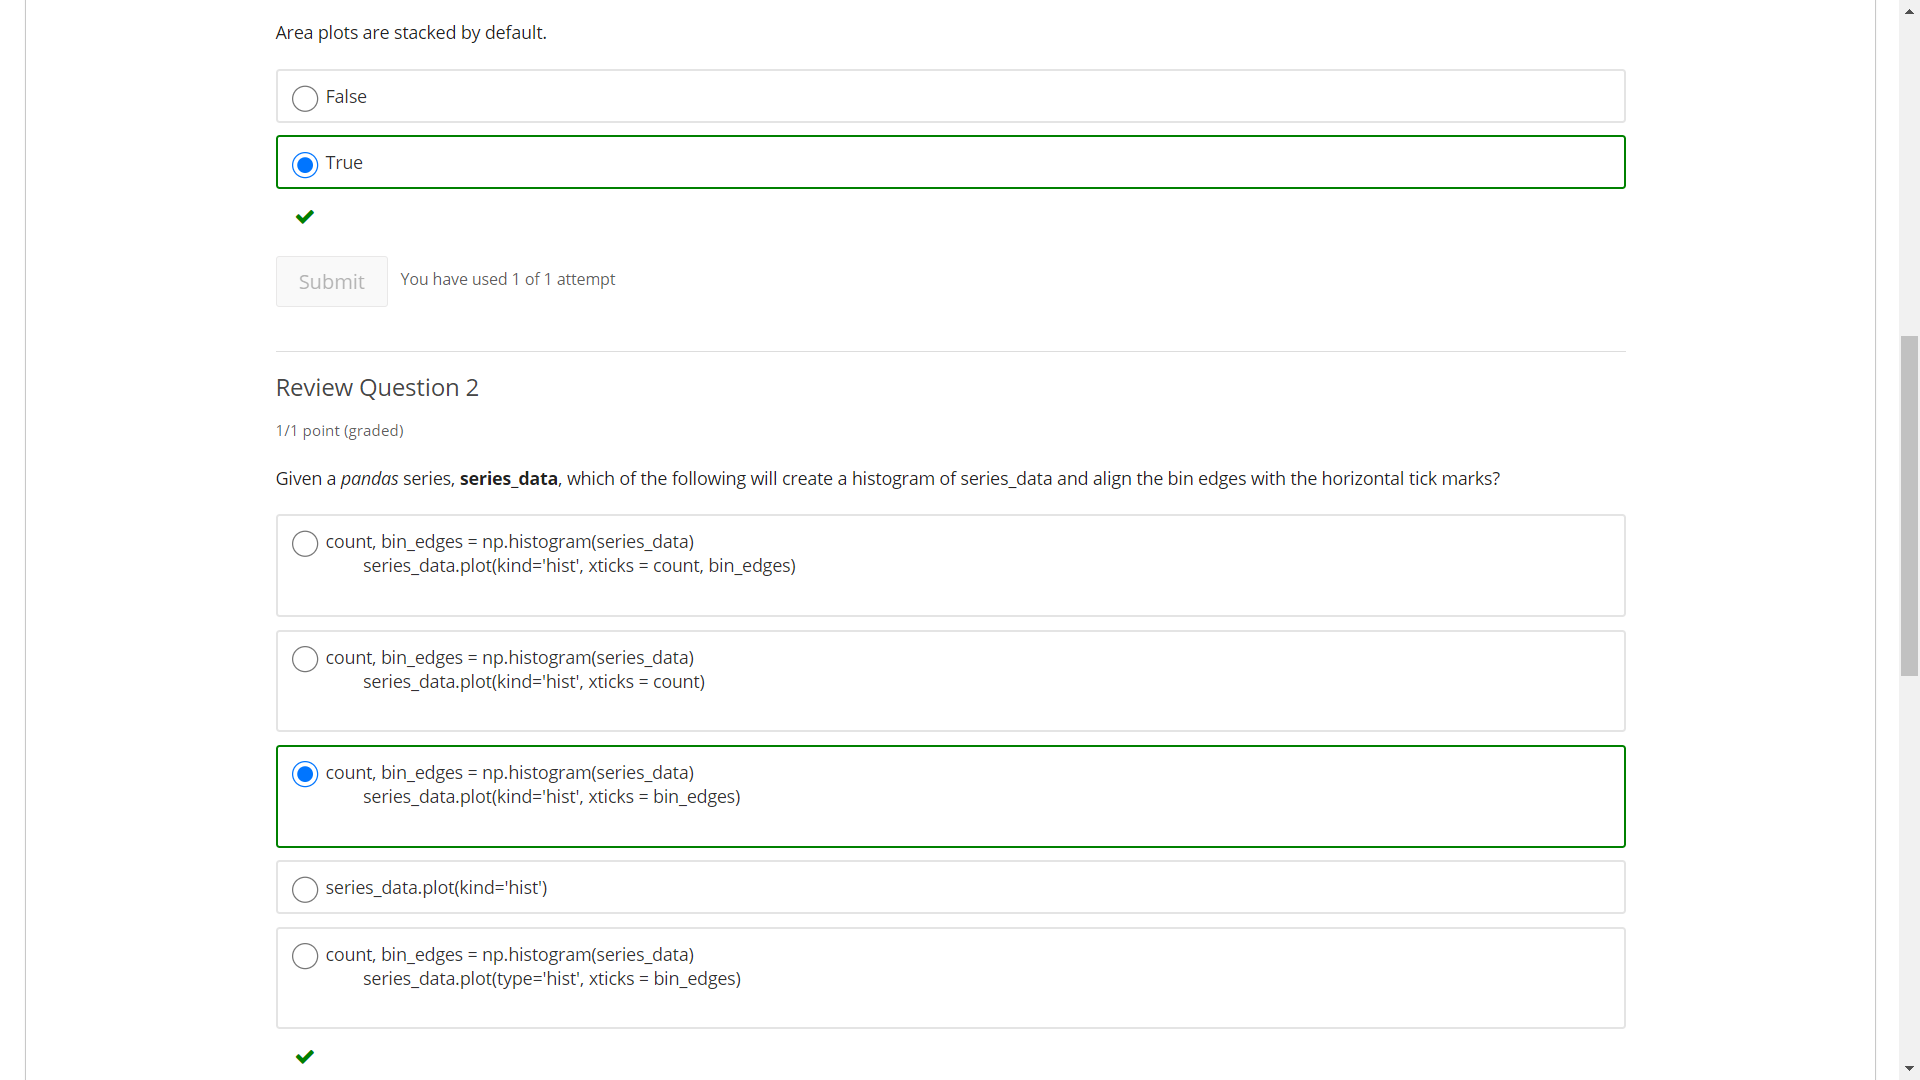 Area plots are stacked by default.
False
True
Submit
You have used 1 of 1 attempt
Review Question 2
1/1 point (graded)
Given a pandas series, series_data, which of the following will create a histogram of series_data and align the bin edges with the horizontal tick marks?
count, bin_edges = np.histogram(series_data)
series_data.plot(kind='hist', xticks = count, bin_edges)
count, bin_edges = np.histogram(series_data)
series_data.plot(kind='hist', xticks = count)
count, bin_edges = np.histogram(series_data)
series_data.plot(kind='hist', xticks = bin_edges)
series_data.plot(kind='hist')
count, bin_edges = np.histogram(series_data)
series_data.plot(type='hist', xticks = bin_edges)